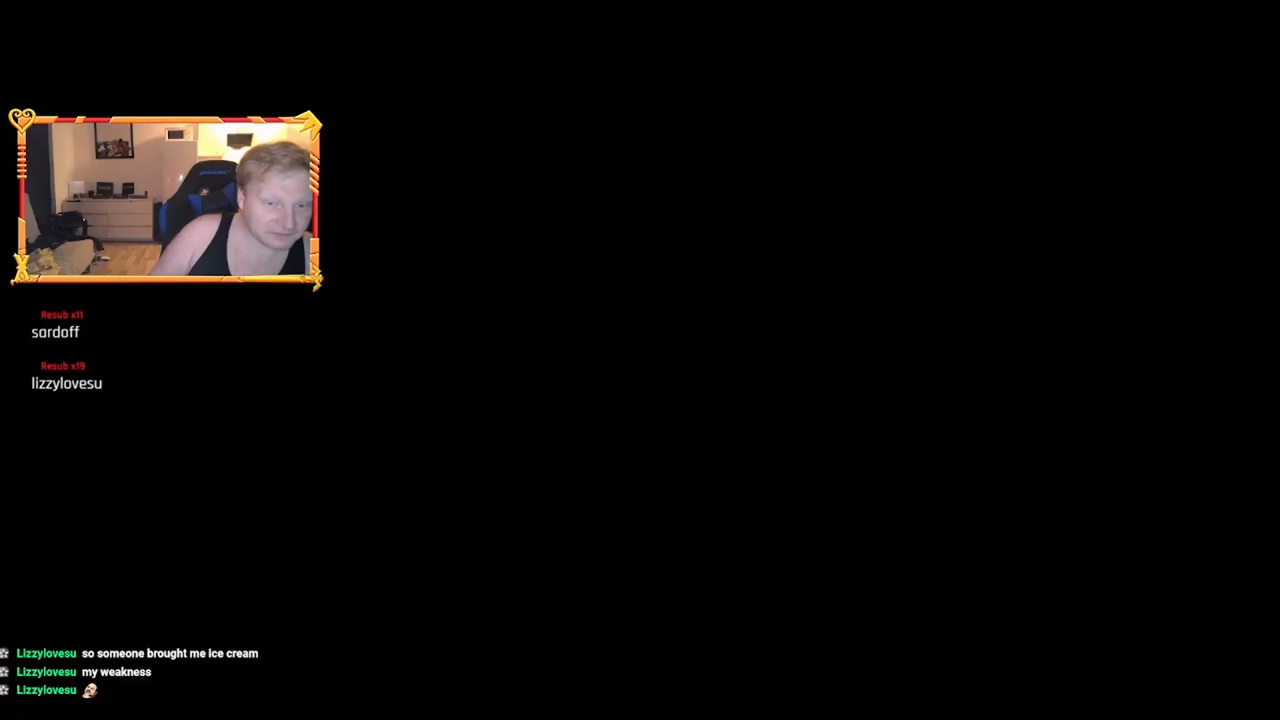 Resub x11
sardoff
Resub x19
lizzylovesu
Lizzylovesu so someone brought me ice cream
Lizzylovesu my weakness
Lizzylovesu